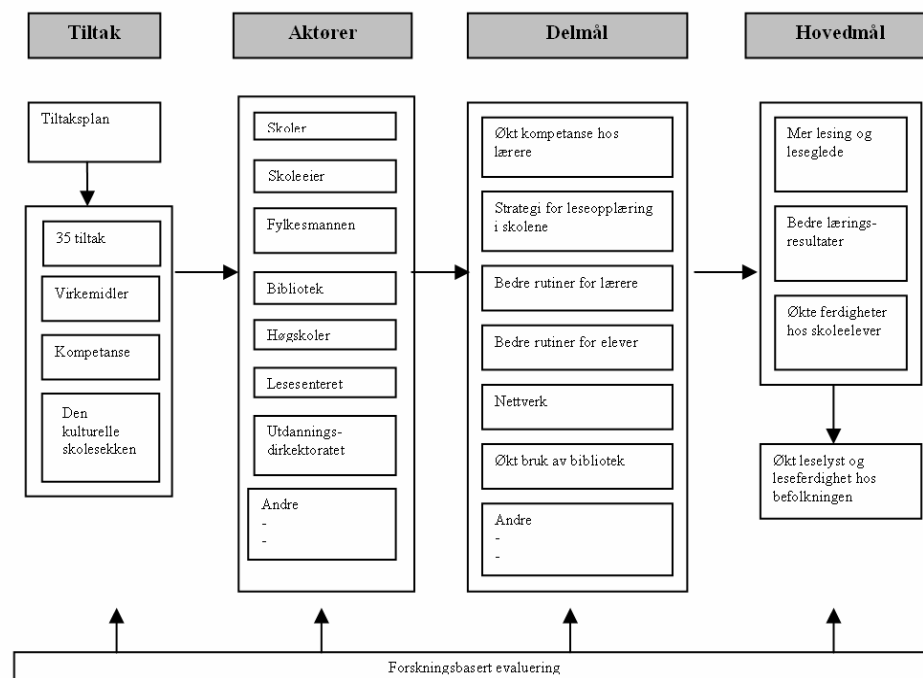 Tiltak
Aktører
Delmål
Hovedmål
Tiltaksplan
35 tiltak
Virkemidler
Kompetanse
Den
kulturelle
skolesekken
Skoler
Skoleeier
Fylkesmannen
Bibliotek
Høgskoler
Lesesenteret
Utdannings-
dirkektoratet
Andre
-
-
Økt kompetanse hos
lærere
Strategi for leseopplæring
i skolene
Bedre rutiner for lærere
Bedre rutiner for elever
Nettverk
Økt bruk av bibliotek
Andre
-
-
Mer lesing og
leseglede
Bedre lærings-
resultater
Økte ferdigheter
hos skoleelever
Økt leselyst og
leseferdighet hos
befolkningen
Forskningsbasert evaluering